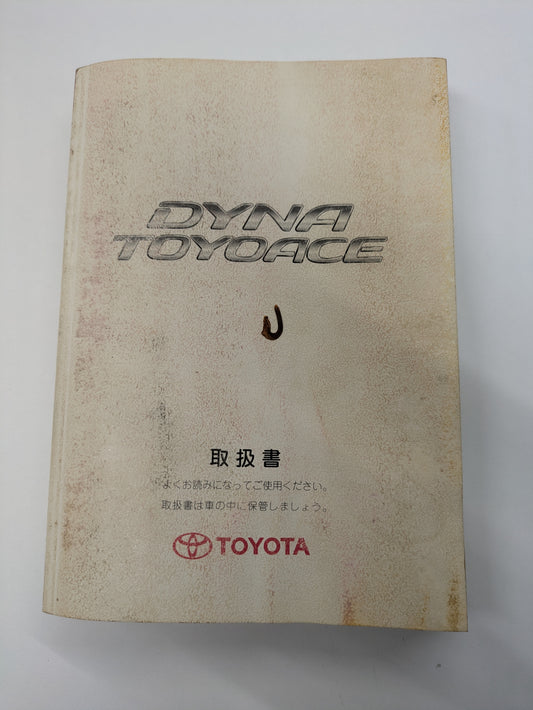 DYNA
TOYOACE
取扱書
よくお読みになってご使用ください。
取扱書は車の中に保管しましょう。
TOYOTA